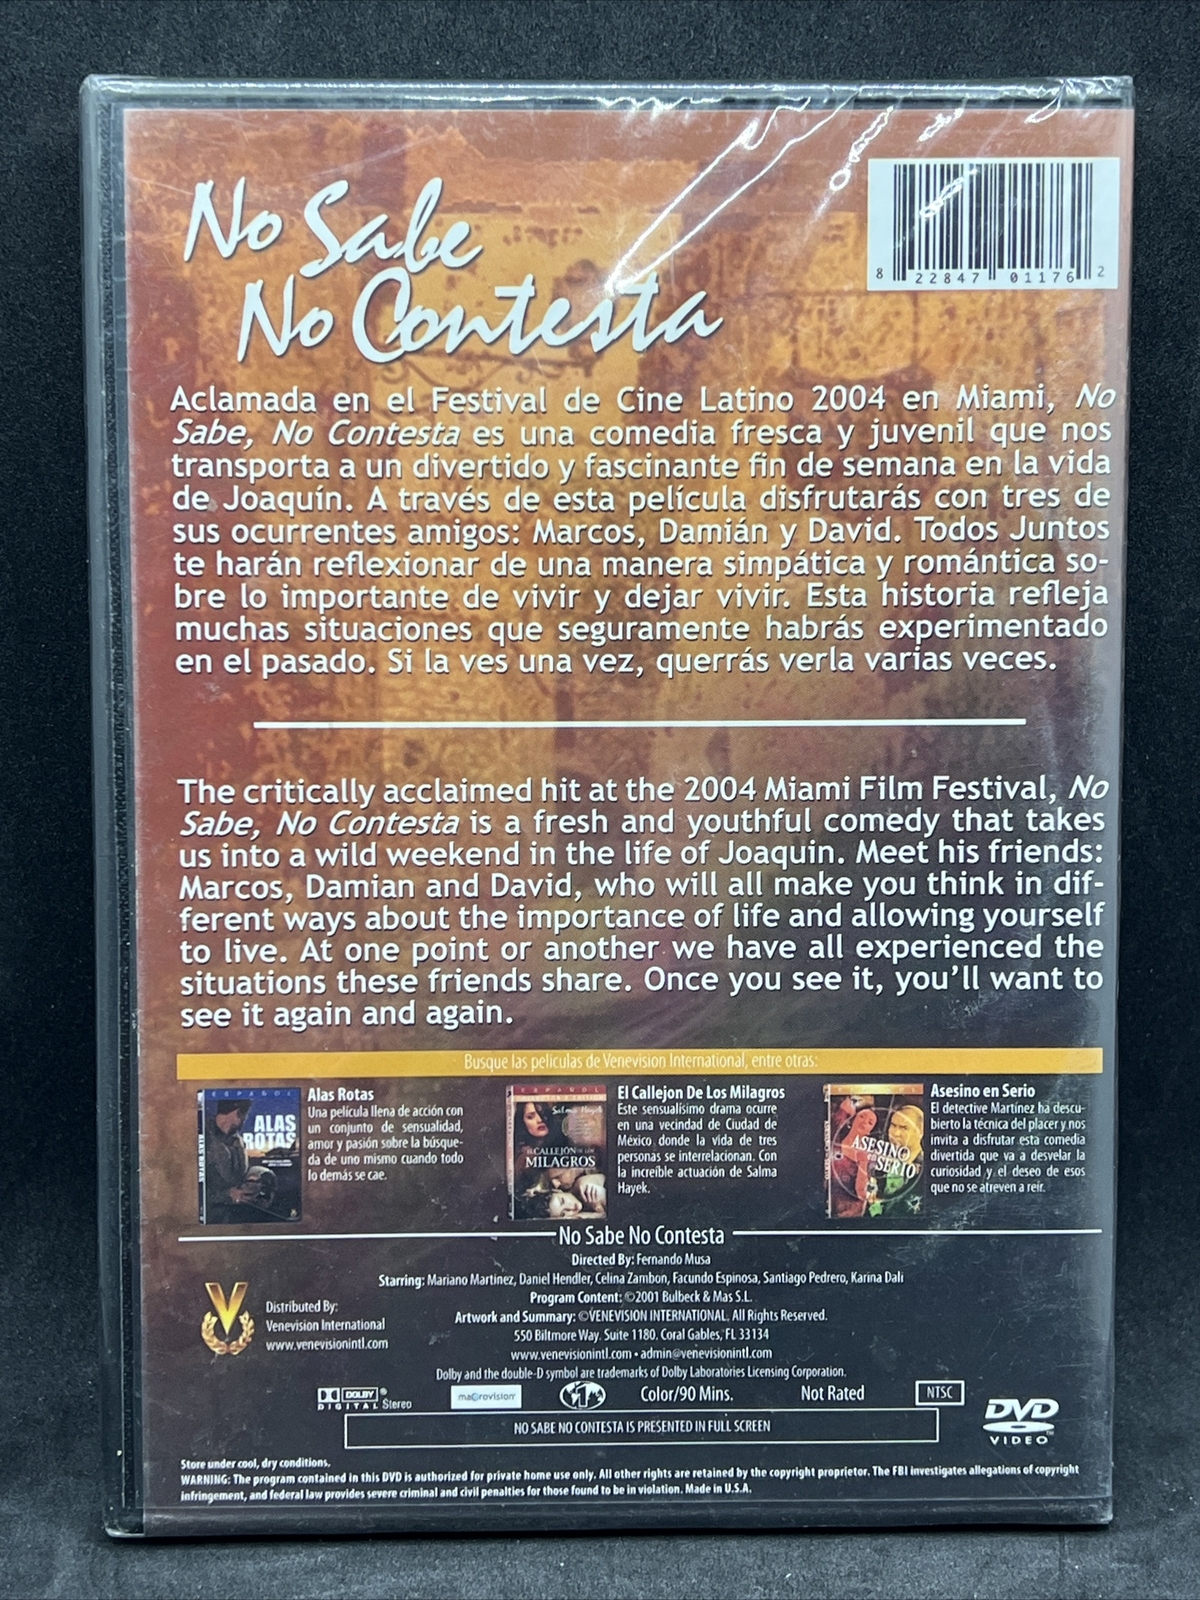 No Sabe
No Contesta
8 22847 01176 2
Aclamada en el Festival de Cine Latino 2004 en Miami, No
Sabe, No Contesta es una comedia fresca y juvenil que nos
transporta a un divertido y fascinante fin de semana en la vida
de Joaquín. A través de esta película disfrutarás con tres de
sus ocurrentes amigos: Marcos, Damián y David. Todos Juntos
te harán reflexionar de una manera simpática y romántica so-
bre lo importante de vivir y dejar vivir. Esta historia refleja
muchas situaciones que seguramente habrás experimentado
en el pasado. Si la ves una vez, querrás verla varias veces.
The critically acclaimed hit at the 2004 Miami Film Festival, No
Sabe, No Contesta is a fresh and youthful comedy that takes
us into a wild weekend in the life of Joaquin. Meet his friends:
Marcos, Damian and David, who will all make you think in dif-
ferent ways about the importance of life and allowing yourself
to live. At one point or another we have all experienced the
situations these friends share. Once you see it, you'll want to
see it again and again.
Busque las peliculas de Venevision International, entre otras:
ESPAÑOL
ALAS
ROTAS
ALAS ROTAS
Alas Rotas
Una película llena de acción con
un conjunto de sensualidad,
amor y pasión sobre la búsque-
da de uno mismo cuando todo
lo demás se cae.
ESPAÑOL
Salma Hayek
EL CALLEJÓN DE LOS
MILAGROS
El Callejon De Los Milagros
Este sensualísimo drama ocurre
en una vecindad de Ciudad de
México donde la vida de tres
personas se interrelacionan. Con
la increíble actuación de Salma
Hayek.
ESPAÑOL
ASESINO
en SERIO
Asesino en Serio
El detective Martínez ha descu-
bierto la técnica del placer y nos
invita a disfrutar esta comedia
divertida que va a desvelar la
curiosidad y el deseo de esos
que no se atreven a reír.
No Sabe No Contesta
Directed By: Fernando Musa
Starring: Mariano Martinez, Daniel Hendler, Celina Zambon, Facundo Espinosa, Santiago Pedrero, Karina Dali
Program Content: ©2001 Bulbeck & Mas S.L.
Artwork and Summary: ©VENEVISION INTERNATIONAL. All Rights Reserved.
550 Biltmore Way. Suite 1180. Coral Gables, FL 33134
www.venevisionintl.com • admin@venevisionintl.com
Distributed By:
Venevision International
www.venevisionintl.com
Dolby and the double-D symbol are trademarks of Dolby Laboratories Licensing Corporation.
DOLBY
DIGITAL Stereo
macrovision
1
Color/90 Mins.
Not Rated
NTSC
NO SABE NO CONTESTA IS PRESENTED IN FULL SCREEN
DVD
VIDEO
Store under cool, dry conditions.
WARNING: The program contained in this DVD is authorized for private home use only. All other rights are retained by the copyright proprietor. The FBI investigates allegations of copyright
infringement, and federal law provides severe criminal and civil penalties for those found to be in violation. Made in U.S.A.